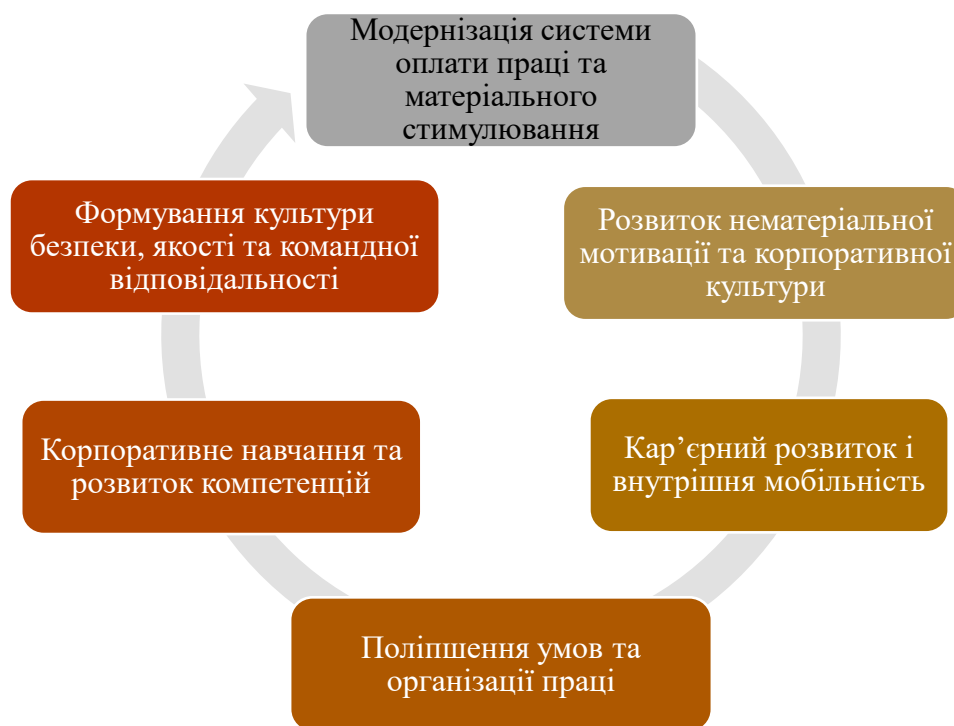 Модернізація системи
оплати праці та
матеріального
стимулювання
Розвиток нематеріальної
мотивації та корпоративної
культури
Кар’єрний розвиток і
внутрішня мобільність
Поліпшення умов та
організації праці
Корпоративне навчання та
розвиток компетенцій
Формування культури
безпеки, якості та командної
відповідальності